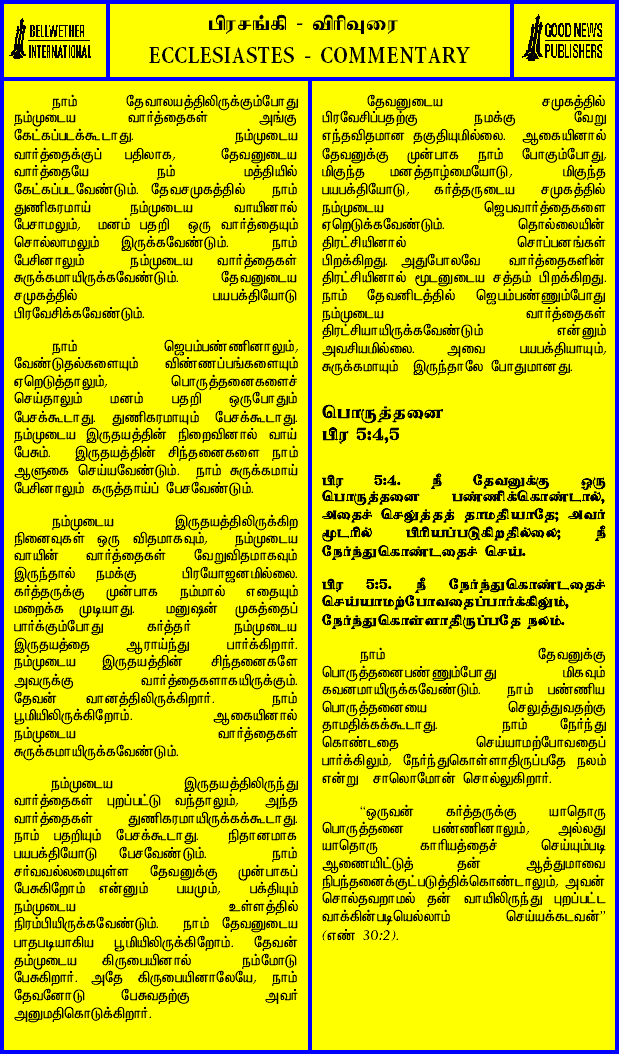 BELLWETHER
INTERNATIONAL
பிரசங்கி - விரிவுரை
ECCLESIASTES - COMMENTARY
GOOD NEWS
PUBLISHERS
நாம் தேவாலயத்திலிருக்கும்போது
நம்முடைய வார்த்தைகள் அங்கு
கேட்கப்படக்கூடாது. நம்முடைய
வார்த்தைக்குப் பதிலாக, தேவனுடைய
வார்த்தையே நம் மத்தியில்
கேட்கப்படவேண்டும். தேவசமுகத்தில் நாம்
துணிகரமாய் நம்முடைய வாயினால்
பேசாமலும், மனம் பதறி ஒரு வார்த்தையும்
சொல்லாமலும் இருக்கவேண்டும். நாம்
பேசினாலும் நம்முடைய வார்த்தைகள்
சுருக்கமாயிருக்கவேண்டும். தேவனுடைய
சமுகத்தில் பயபக்தியோடு
பிரவேசிக்கவேண்டும்.
நாம் ஜெபம்பண்ணினாலும்,
வேண்டுதல்களையும் விண்ணப்பங்களையும்
ஏறெடுத்தாலும், பொருத்தனைகளைச்
செய்தாலும் மனம் பதறி ஒருபோதும்
பேசக்கூடாது. துணிகரமாயும் பேசக்கூடாது.
நம்முடைய இருதயத்தின் நிறைவினால் வாய்
பேசும். இருதயத்தின் சிந்தனைகளை நாம்
ஆளுகை செய்யவேண்டும். நாம் சுருக்கமாய்
பேசினாலும் கருத்தாய்ப் பேசவேண்டும்.
நம்முடைய இருதயத்திலிருக்கிற
நினைவுகள் ஒரு விதமாகவும், நம்முடைய
வாயின் வார்த்தைகள் வேறுவிதமாகவும்
இருந்தால் நமக்கு பிரயோஜனமில்லை.
கர்த்தருக்கு முன்பாக நம்மால் எதையும்
மறைக்க முடியாது. மனுஷன் முகத்தைப்
பார்க்கும்போது கர்த்தர் நம்முடைய
இருதயத்தை ஆராய்ந்து பார்க்கிறார்.
நம்முடைய இருதயத்தின் சிந்தனைகளே
அவருக்கு வார்த்தைகளாகயிருக்கும்.
தேவன் வானத்திலிருக்கிறார். நாம்
பூமியிலிருக்கிறோம். ஆகையினால்
நம்முடைய வார்த்தைகள்
சுருக்கமாயிருக்கவேண்டும்.
நம்முடைய இருதயத்திலிருந்து
வார்த்தைகள் புறப்பட்டு வந்தாலும், அந்த
வார்த்தைகள் துணிகரமாயிருக்கக்கூடாது.
நாம் பதறியும் பேசக்கூடாது. நிதானமாக
பயபக்தியோடு பேசவேண்டும். நாம்
சர்வவல்லமையுள்ள தேவனுக்கு முன்பாகப்
பேசுகிறோம் என்னும் பயமும், பக்தியும்
நம்முடைய உள்ளத்தில்
நிரம்பியிருக்கவேண்டும். நாம் தேவனுடைய
பாதபடியாகிய பூமியிலிருக்கிறோம். தேவன்
தம்முடைய கிருபையினால் நம்மோடு
பேசுகிறார். அதே கிருபையினாலேயே, நாம்
தேவனோடு பேசுவதற்கு அவர்
அனுமதிகொடுக்கிறார்.
தேவனுடைய சமுகத்தில்
பிரவேசிப்பதற்கு நமக்கு வேறு
எந்தவிதமான தகுதியுமில்லை. ஆகையினால்
தேவனுக்கு முன்பாக நாம் போகும்போது,
மிகுந்த மனத்தாழ்மையோடு, மிகுந்த
பயபக்தியோடு, கர்த்தருடைய சமுகத்தில்
நம்முடைய ஜெபவார்த்தைகளை
ஏறெடுக்கவேண்டும். தொல்லையின்
திரட்சியினால் சொப்பனங்கள்
பிறக்கிறது. அதுபோலவே வார்த்தைகளின்
திரட்சியினால் மூடனுடைய சத்தம் பிறக்கிறது.
நாம் தேவனிடத்தில் ஜெபம்பண்ணும்போது
நம்முடைய வார்த்தைகள்
திரட்சியாயிருக்கவேண்டும் என்னும்
அவசியமில்லை. அவை பயபக்தியாயும்,
சுருக்கமாயும் இருந்தாலே போதுமானது.
பொருத்தனை
பிர 5:4,5
பிர 5:4. நீ தேவனுக்கு ஒரு
பொருத்தனை பண்ணிக்கொண்டால்,
அதைச் செலுத்தத் தாமதியாதே; அவர்
மூடரில் பிரியப்படுகிறதில்லை; நீ
நேர்ந்துகொண்டதைச் செய்.
பிர 5:5. நீ நேர்ந்துகொண்டதைச்
செய்யாமற்போவதைப்பார்க்கிலும்,
நேர்ந்துகொள்ளாதிருப்பதே நலம்.
நாம் தேவனுக்கு
பொருத்தனைபண்ணும்போது மிகவும்
கவனமாயிருக்கவேண்டும். நாம் பண்ணிய
பொருத்தனையை செலுத்துவதற்கு
தாமதிக்கக்கூடாது. நாம் நேர்ந்து
கொண்டதை செய்யாமற்போவதைப்
பார்க்கிலும், நேர்ந்துகொள்ளாதிருப்பதே நலம்
என்று சாலொமோன் சொல்லுகிறார்.
“ஒருவன் கர்த்தருக்கு யாதொரு
பொருத்தனை பண்ணினாலும், அல்லது
யாதொரு காரியத்தைச் செய்யும்படி
ஆணையிட்டுத் தன் ஆத்துமாவை
நிபந்தனைக்குட்படுத்திக்கொண்டாலும், அவன்
சொல்தவறாமல் தன் வாயிலிருந்து புறப்பட்ட
வாக்கின்படியெல்லாம் செய்யக்கடவன்”
(எண் 30:2).